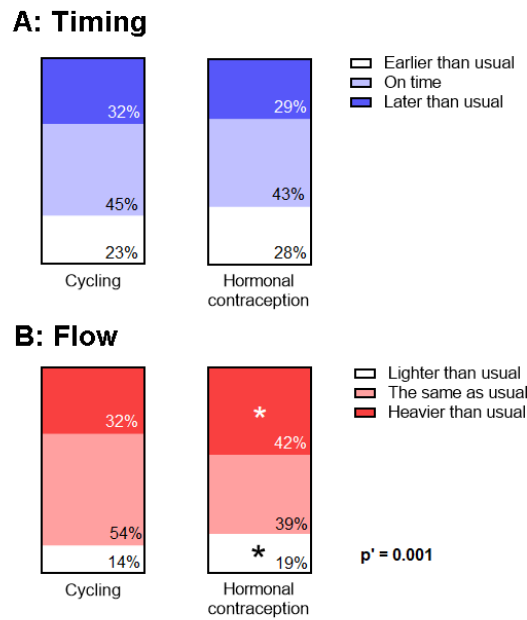 A: Timing
Earlier than usual
On time
Later than usual
32%
29%
45%
43%
23%
28%
Cycling
Hormonal
contraception
B: Flow
Lighter than usual
The same as usual
Heavier than usual
32%
*
42%
54%
39%
14%
*
19%
p' = 0.001
Cycling
Hormonal
contraception